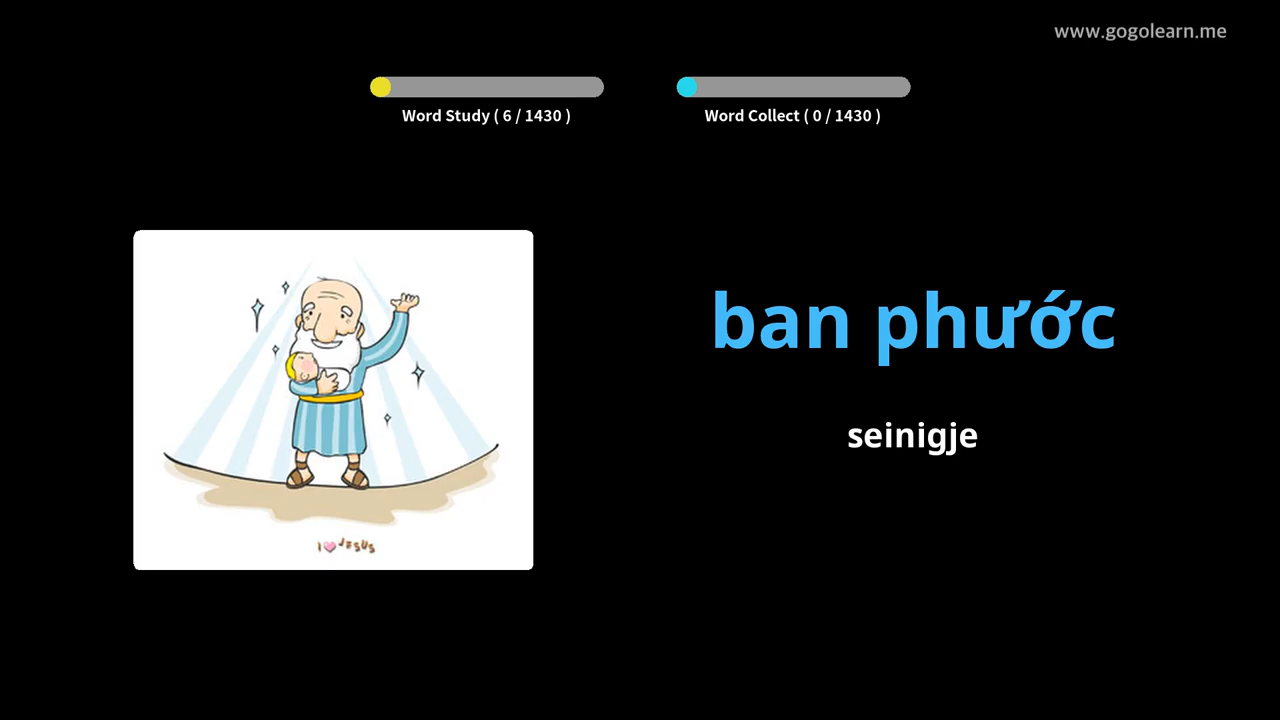 www.gogolearn.me
Word Study ( 6 / 1430 )
Word Collect ( 0 / 1430 )
ban phước
seinigje
I JESUS